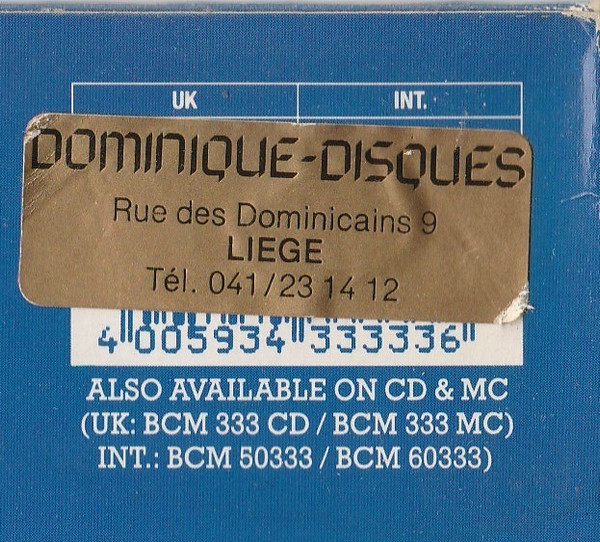 UK INT.
DOMINIQUE-DISQUES
Rue des Dominicains 9
LIEGE
Tél. 041/23 14 12
4 005934 333336
ALSO AVAILABLE ON CD & MC
(UK: BCM 333 CD / BCM 333 MC)
INT.: BCM 50333 / BCM 60333)